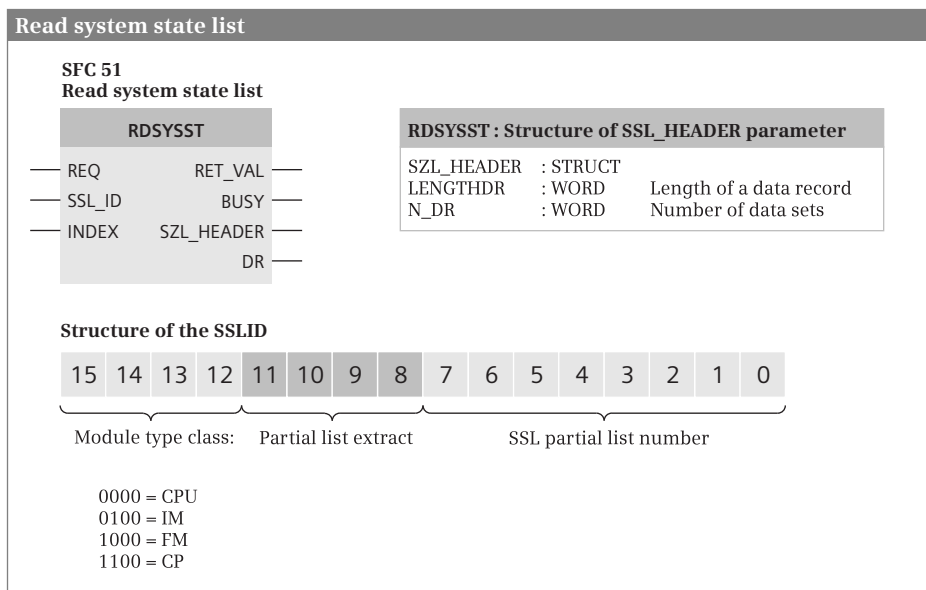 Read system state list
SFC 51
Read system state list
RDSYSST
REQ RET_VAL
SSL_ID BUSY
INDEX SZL_HEADER
DR
RDSYSST : Structure of SSL_HEADER parameter
SZL_HEADER : STRUCT
LENGTHDR : WORD Length of a data record
N_DR : WORD Number of data sets
Structure of the SSLID
15 14 13 12 11 10 9 8 7 6 5 4 3 2 1 0
Module type class: Partial list extract SSL partial list number
0000 = CPU
0100 = IM
1000 = FM
1100 = CP